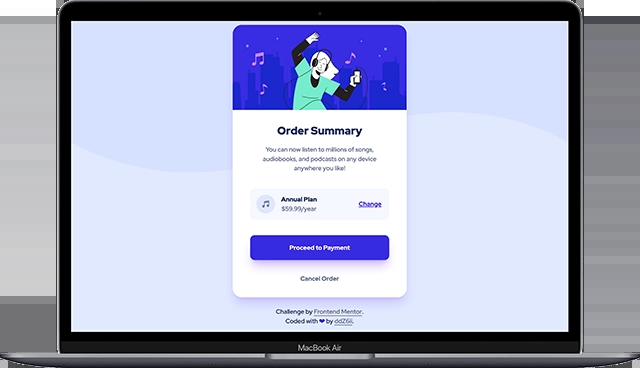 Order Summary
You can now listen to millions of songs,
audiobooks, and podcasts on any device
anywhere you like!
Annual Plan
$59.99/year
Change
Proceed to Payment
Cancel Order
Challenge by Frontend Mentor.
Coded with ❤ by ddZ6ii.
MacBook Air